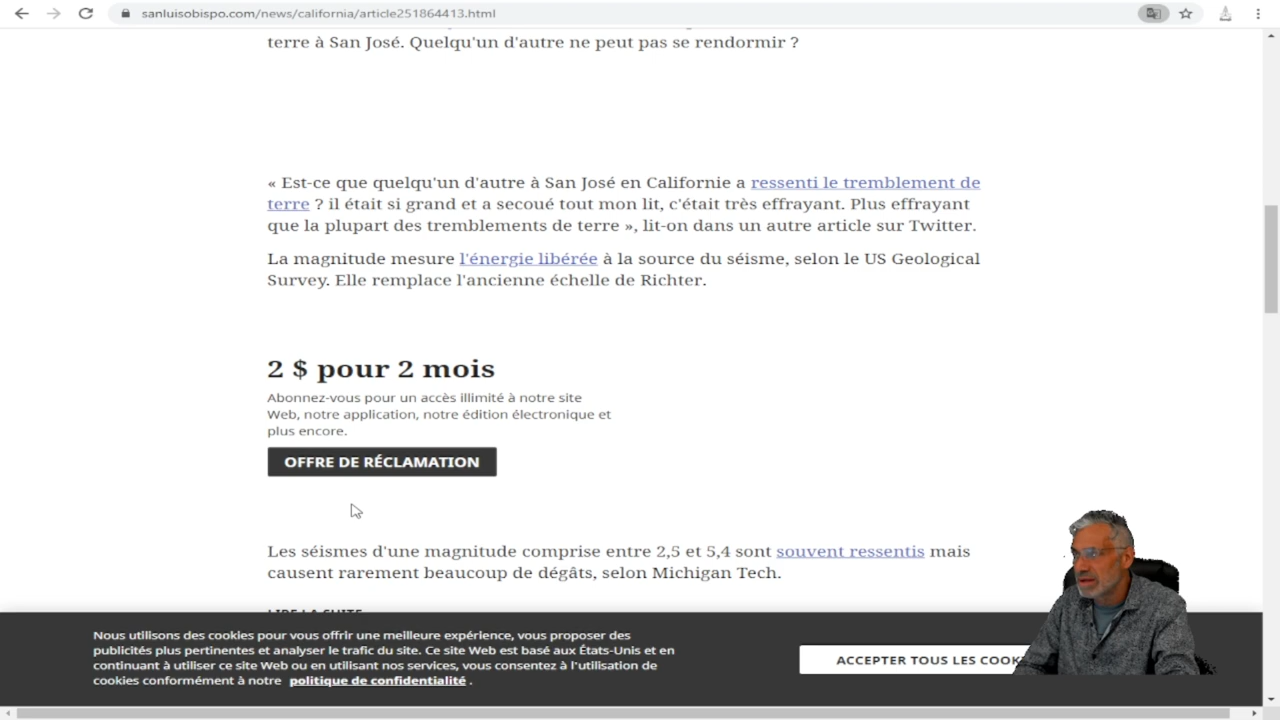 sanluisobispo.com/news/california/article251864413.html
terre à San José. Quelqu'un d'autre ne peut pas se rendormir ?
« Est-ce que quelqu'un d'autre à San José en Californie a ressenti le tremblement de
terre ? il était si grand et a secoué tout mon lit, c'était très effrayant. Plus effrayant
que la plupart des tremblements de terre », lit-on dans un autre article sur Twitter.
La magnitude mesure l'énergie libérée à la source du séisme, selon le US Geological
Survey. Elle remplace l'ancienne échelle de Richter.
2 $ pour 2 mois
Abonnez-vous pour un accès illimité à notre site
Web, notre application, notre édition électronique et
plus encore.
OFFRE DE RÉCLAMATION
Les séismes d'une magnitude comprise entre 2,5 et 5,4 sont souvent ressentis mais
causent rarement beaucoup de dégâts, selon Michigan Tech.
LIRE LA SUITE
Nous utilisons des cookies pour vous offrir une meilleure expérience, vous proposer des
publicités plus pertinentes et analyser le trafic du site. Ce site Web est basé aux États-Unis et en
continuant à utiliser ce site Web ou en utilisant nos services, vous consentez à l'utilisation de
cookies conformément à notre politique de confidentialité .
ACCEPTER TOUS LES